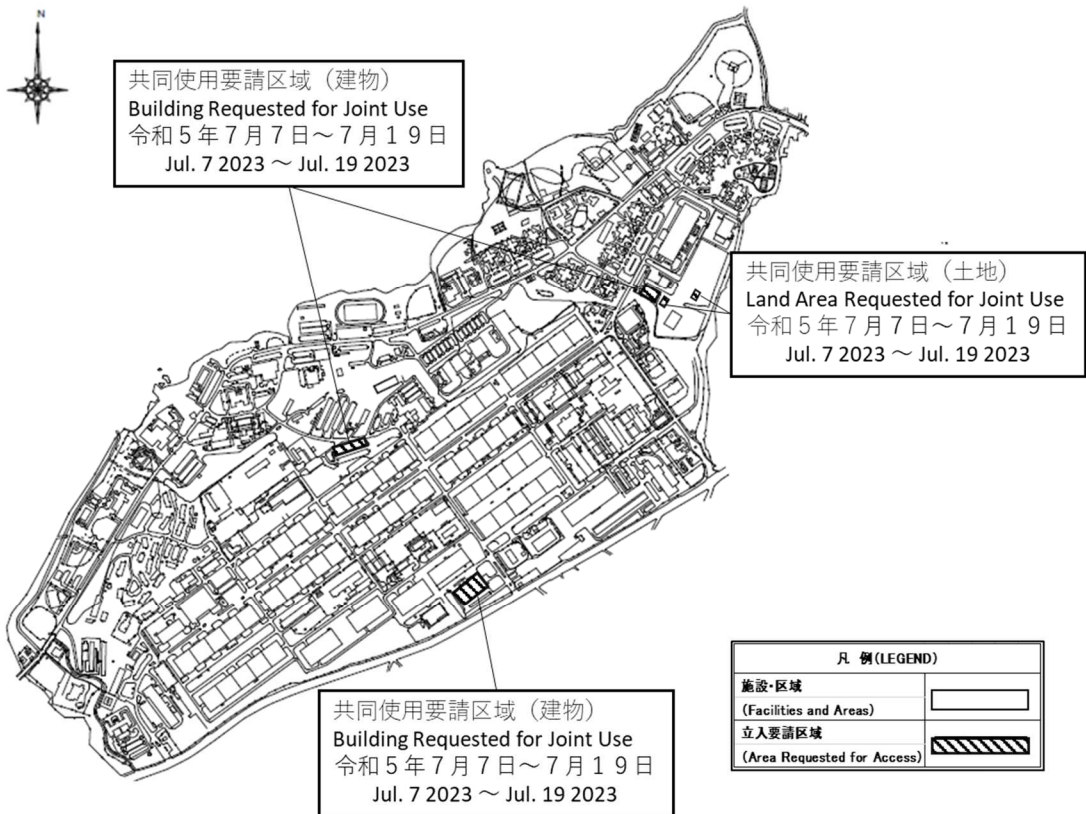 N
共同使用要請区域（建物）
Building Requested for Joint Use
令和５年７月７日～７月１９日
Jul. 7 2023 ～ Jul. 19 2023
共同使用要請区域（土地）
Land Area Requested for Joint Use
令和５年７月７日～７月１９日
Jul. 7 2023 ～ Jul. 19 2023
共同使用要請区域（建物）
Building Requested for Joint Use
令和５年７月７日～７月１９日
Jul. 7 2023 ～ Jul. 19 2023
凡 例(LEGEND)
施設・区域
(Facilities and Areas)
立入要請区域
(Area Requested for Access)